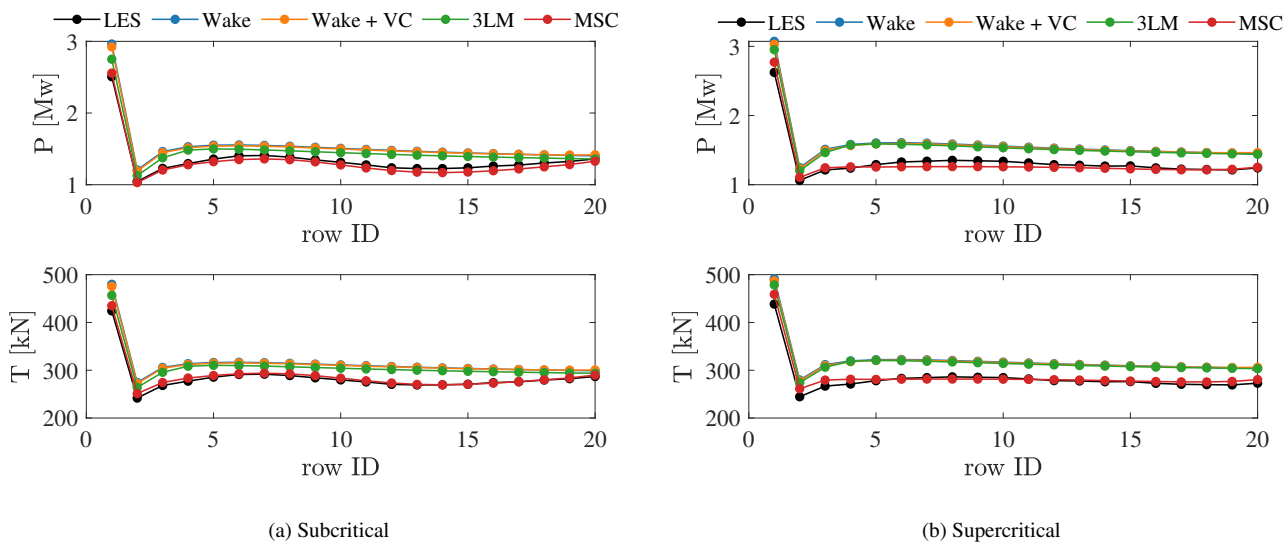 LES Wake Wake + VC 3LM MSC
3
2
1
P [Mw]
0 5 10 15 20
row ID
500
400
300
200
T [kN]
0 5 10 15 20
row ID
(a) Subcritical
LES Wake Wake + VC 3LM MSC
3
2
1
P [Mw]
0 5 10 15 20
row ID
500
400
300
200
T [kN]
0 5 10 15 20
row ID
(b) Supercritical